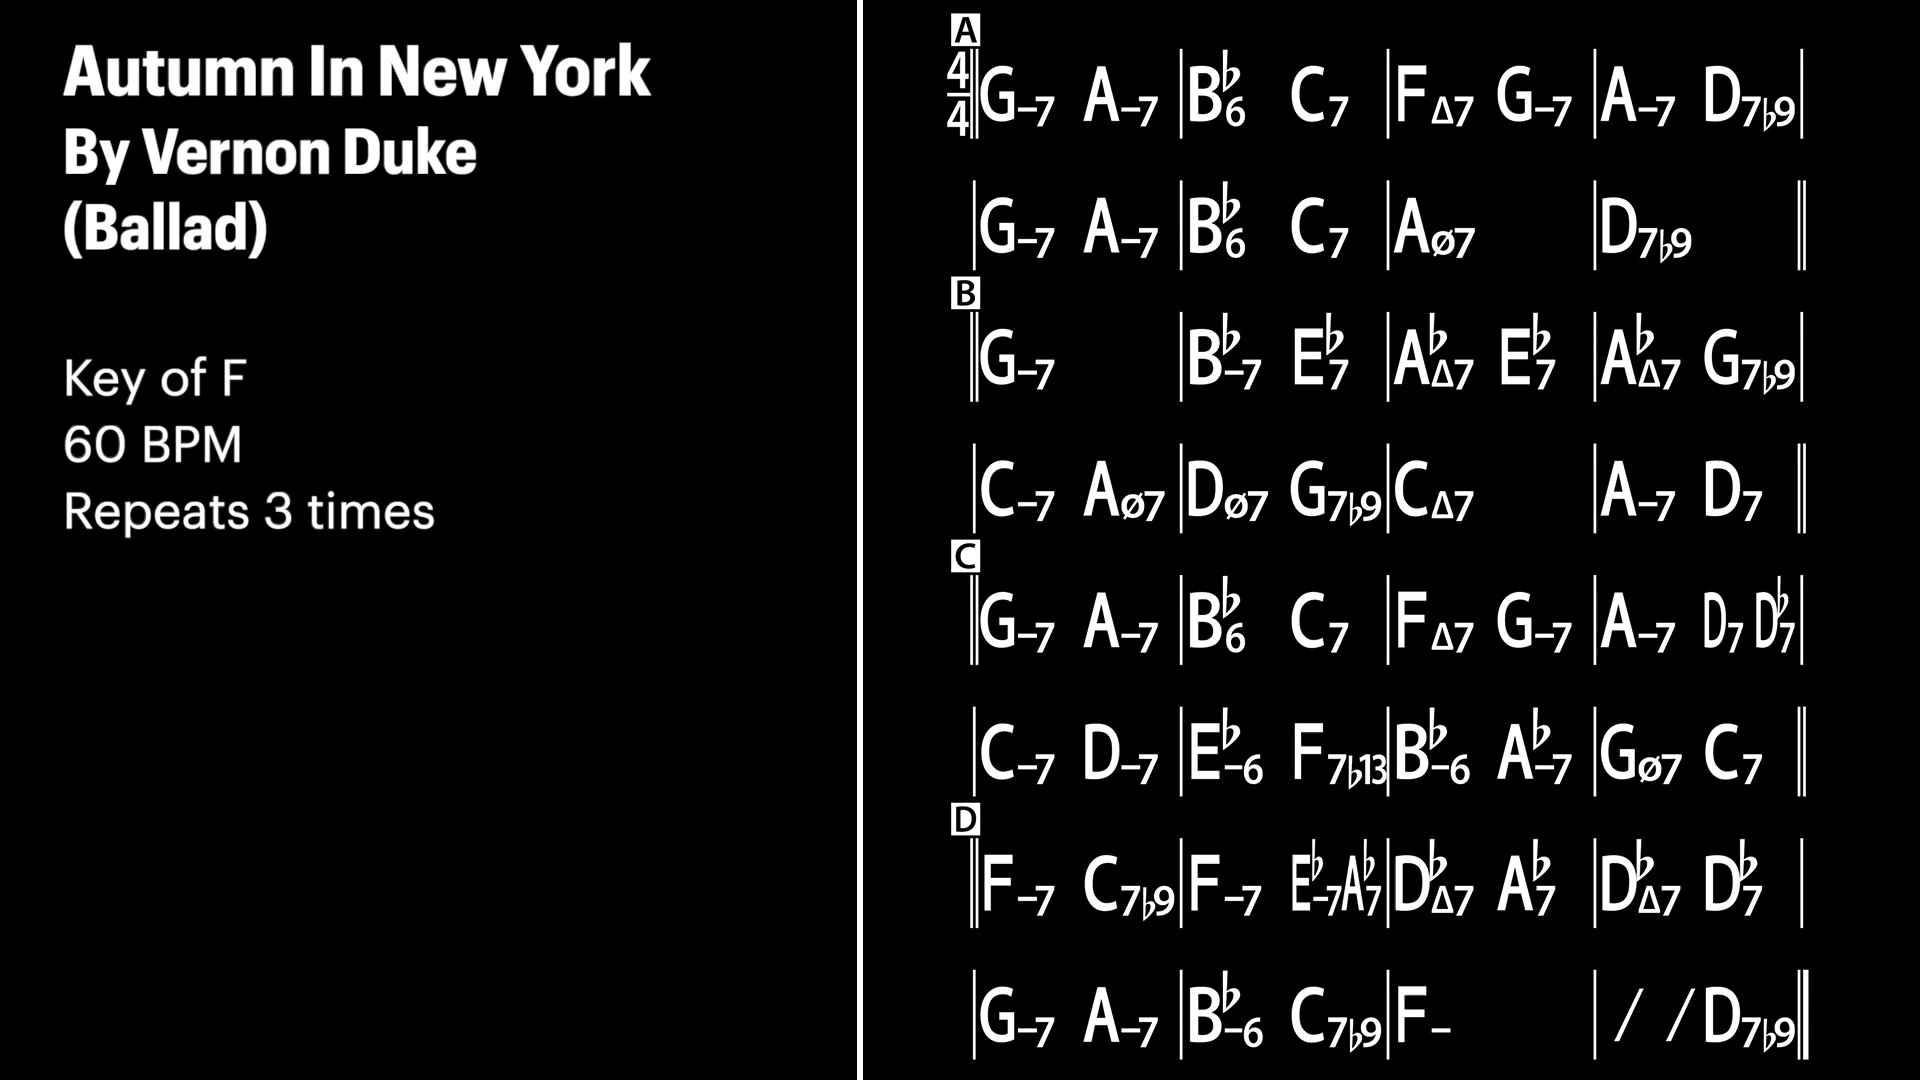 Autumn In New York
By Vernon Duke
(Ballad)
Key of F
60 BPM
Repeats 3 times
A
4/4 G–7 A–7 | B♭6 C7 | FΔ7 G–7 | A–7 D7♭9
G–7 A–7 | B♭6 C7 | Aø7 | D7♭9
B
G–7 | B♭–7 E♭7 | A♭Δ7 E♭7 | A♭Δ7 G7♭9
C–7 Aø7 | Dø7 G7♭9 | CΔ7 | A–7 D7
C
G–7 A–7 | B♭6 C7 | FΔ7 G–7 | A–7 D7 D♭7
C–7 D–7 | E♭–6 F7♭13 | B♭–6 A♭–7 | Gø7 C7
D
F–7 C7♭9 | F–7 E♭–7 A♭7 | D♭Δ7 A♭7 | D♭Δ7 D♭7
G–7 A–7 | B♭–6 C7♭9 | F– | / / D7♭9